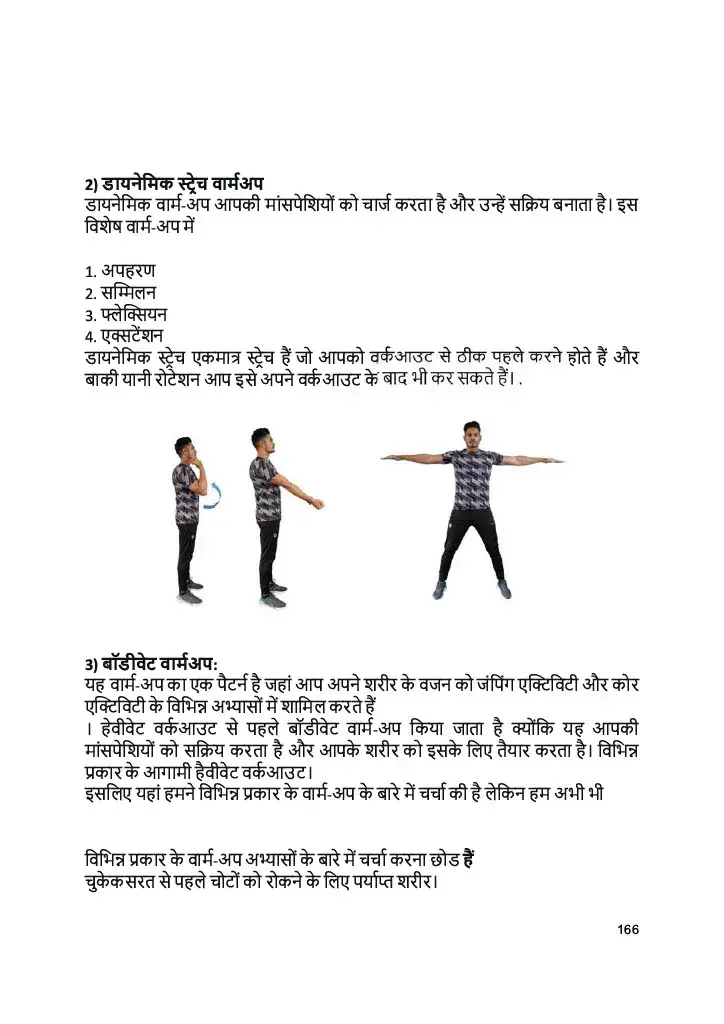 2) डायनेमिक स्ट्रेच वार्मअप
डायनेमिक वार्म-अप आपकी मांसपेशियों को चार्ज करता है और उन्हें सक्रिय बनाता है। इस
विशेष वार्म-अप में
1. अपहरण
2. सम्मिलन
3. फ्लेक्सियन
4. एक्सटेंशन
डायनेमिक स्ट्रेच एकमात्र स्ट्रेच हैं जो आपको वर्कआउट से ठीक पहले करने होते हैं और
बाकी यानी रोटेशन आप इसे अपने वर्कआउट के बाद भी कर सकते हैं। .
3) बॉडीवेट वार्मअप:
यह वार्म-अप का एक पैटर्न है जहां आप अपने शरीर के वजन को जंपिंग एक्टिविटी और कोर
एक्टिविटी के विभिन्न अभ्यासों में शामिल करते हैं
। हेवीवेट वर्कआउट से पहले बॉडीवेट वार्म-अप किया जाता है क्योंकि यह आपकी
मांसपेशियों को सक्रिय करता है और आपके शरीर को इसके लिए तैयार करता है। विभिन्न
प्रकार के आगामी हैवीवेट वर्कआउट।
इसलिए यहां हमने विभिन्न प्रकार के वार्म-अप के बारे में चर्चा की है लेकिन हम अभी भी
विभिन्न प्रकार के वार्म-अप अभ्यासों के बारे में चर्चा करना छोड हैं
चुकेकसरत से पहले चोटों को रोकने के लिए पर्याप्त शरीर।
166